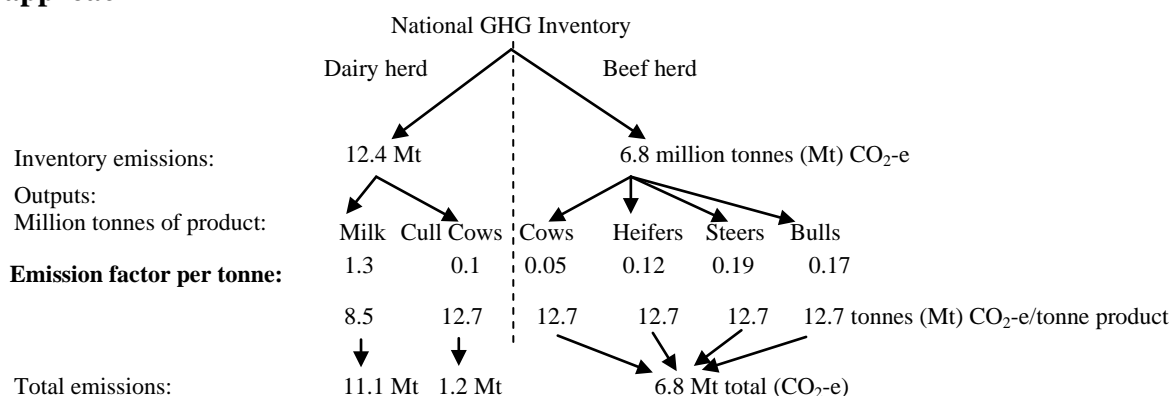 National GHG Inventory
Dairy herd Beef herd
Inventory emissions: 12.4 Mt 6.8 million tonnes (Mt) CO₂-e
Outputs:
Million tonnes of product:
Milk Cull Cows Cows Heifers Steers Bulls
1.3 0.1 0.05 0.12 0.19 0.17
Emission factor per tonne:
8.5 12.7 12.7 12.7 12.7 12.7 tonnes (Mt) CO₂-e/tonne product
Total emissions: 11.1 Mt 1.2 Mt 6.8 Mt total (CO₂-e)